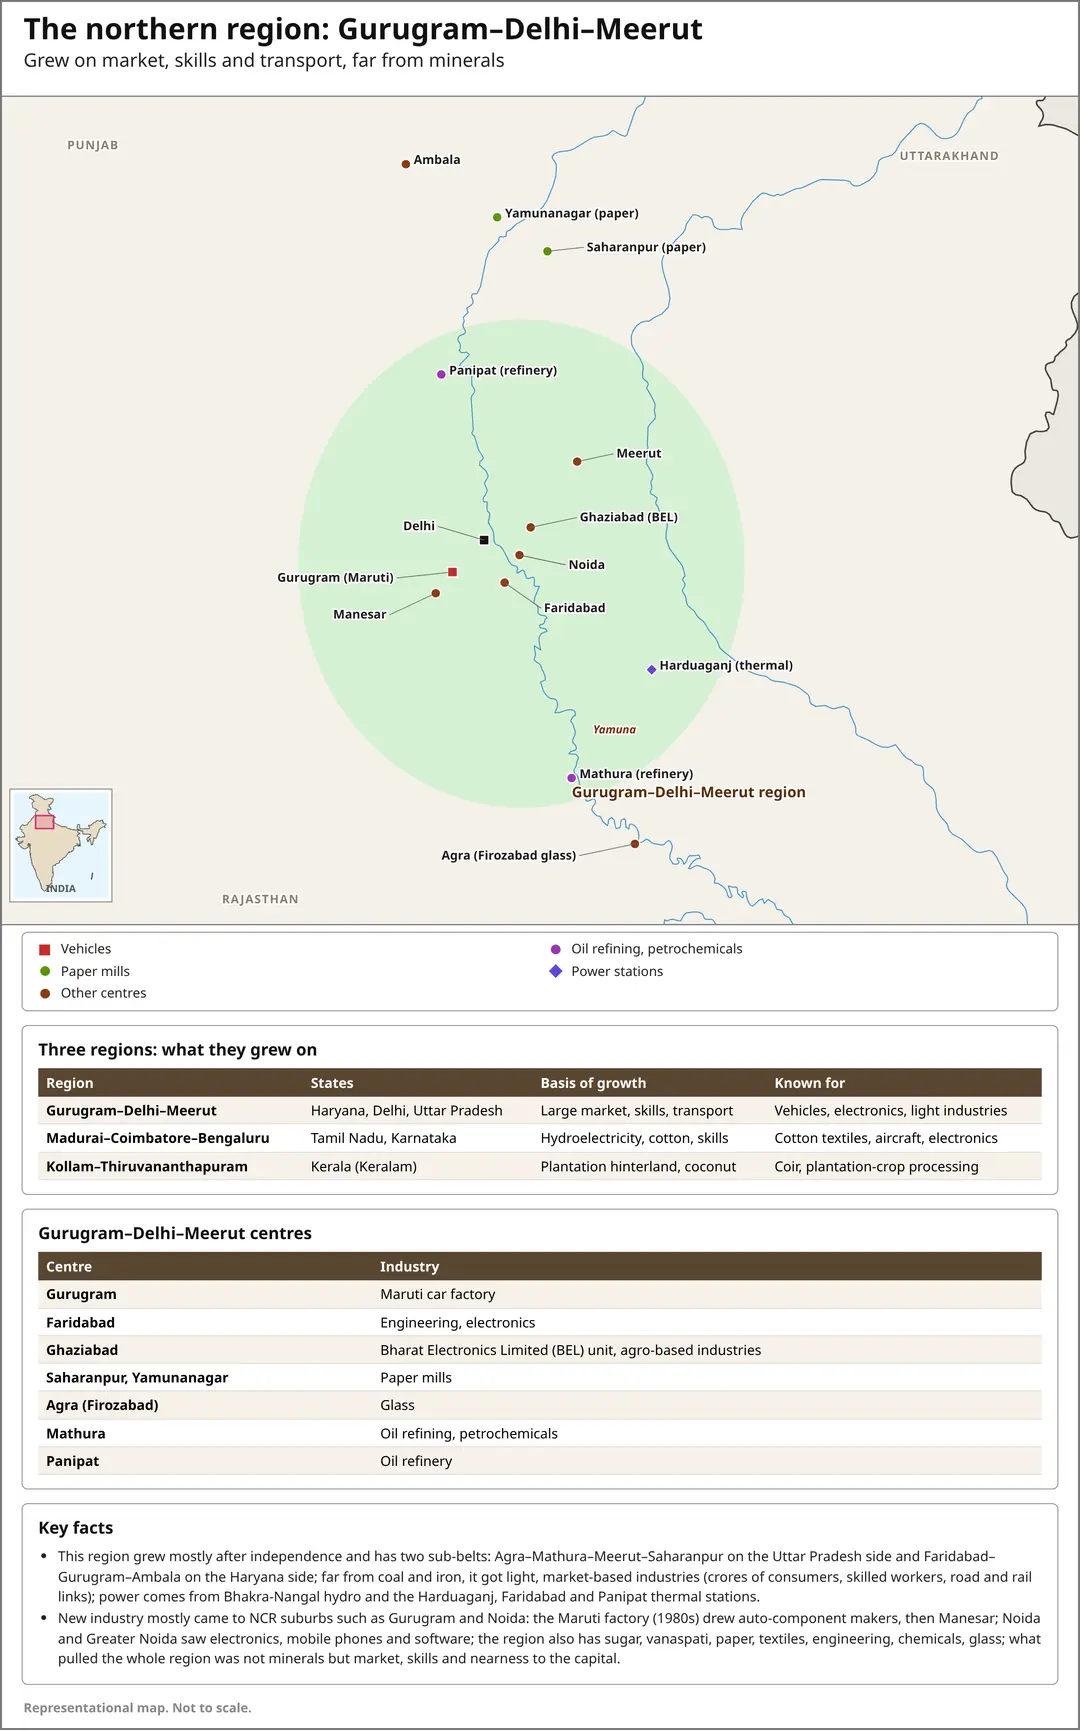 The northern region: Gurugram–Delhi–Meerut
Grew on market, skills and transport, far from minerals
PUNJAB
UTTARAKHAND
Ambala
Yamunanagar (paper)
Saharanpur (paper)
Panipat (refinery)
Meerut
Ghaziabad (BEL)
Delhi
Noida
Gurugram (Maruti)
Faridabad
Manesar
Harduaganj (thermal)
Yamuna
Mathura (refinery)
Gurugram–Delhi–Meerut region
Agra (Firozabad glass)
INDIA
RAJASTHAN
Vehicles
Oil refining, petrochemicals
Paper mills
Power stations
Other centres
Three regions: what they grew on
Region States Basis of growth Known for
Gurugram–Delhi–Meerut Haryana, Delhi, Uttar Pradesh Large market, skills, transport Vehicles, electronics, light industries
Madurai–Coimbatore–Bengaluru Tamil Nadu, Karnataka Hydroelectricity, cotton, skills Cotton textiles, aircraft, electronics
Kollam–Thiruvananthapuram Kerala (Keralam) Plantation hinterland, coconut Coir, plantation-crop processing
Gurugram–Delhi–Meerut centres
Centre Industry
Gurugram Maruti car factory
Faridabad Engineering, electronics
Ghaziabad Bharat Electronics Limited (BEL) unit, agro-based industries
Saharanpur, Yamunanagar Paper mills
Agra (Firozabad) Glass
Mathura Oil refining, petrochemicals
Panipat Oil refinery
Key facts
• This region grew mostly after independence and has two sub-belts: Agra–Mathura–Meerut–Saharanpur on the Uttar Pradesh side and Faridabad–
Gurugram–Ambala on the Haryana side; far from coal and iron, it got light, market-based industries (crores of consumers, skilled workers, road and rail
links); power comes from Bhakra-Nangal hydro and the Harduaganj, Faridabad and Panipat thermal stations.
• New industry mostly came to NCR suburbs such as Gurugram and Noida: the Maruti factory (1980s) drew auto-component makers, then Manesar; Noida
and Greater Noida saw electronics, mobile phones and software; the region also has sugar, vanaspati, paper, textiles, engineering, chemicals, glass; what
pulled the whole region was not minerals but market, skills and nearness to the capital.
Representational map. Not to scale.